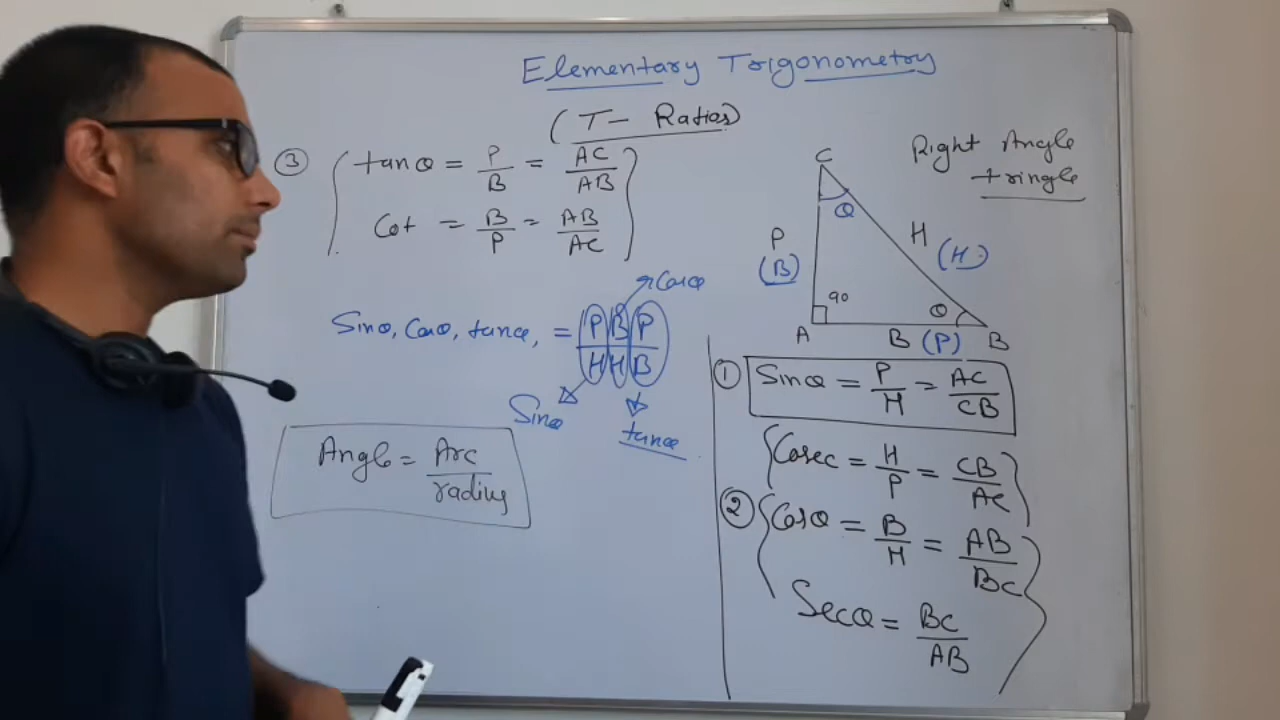 Elementary Trigonometry
(T- Ratios)
③ tanθ = P/B = AC/AB
Cot = B/P = AB/AC
Sinθ, Cosθ, tanθ, = P/H B/H P/B
Cosθ
Sinθ
tanθ
Angle = Arc/radius
Right Angle
tringle
C
θ
P
(B)
H
(H)
90
θ
A
B (P) B
① Sinθ = P/H = AC/CB
Cosec = H/P = CB/AC
② Cosθ = B/H = AB/BC
Secθ = BC/AB